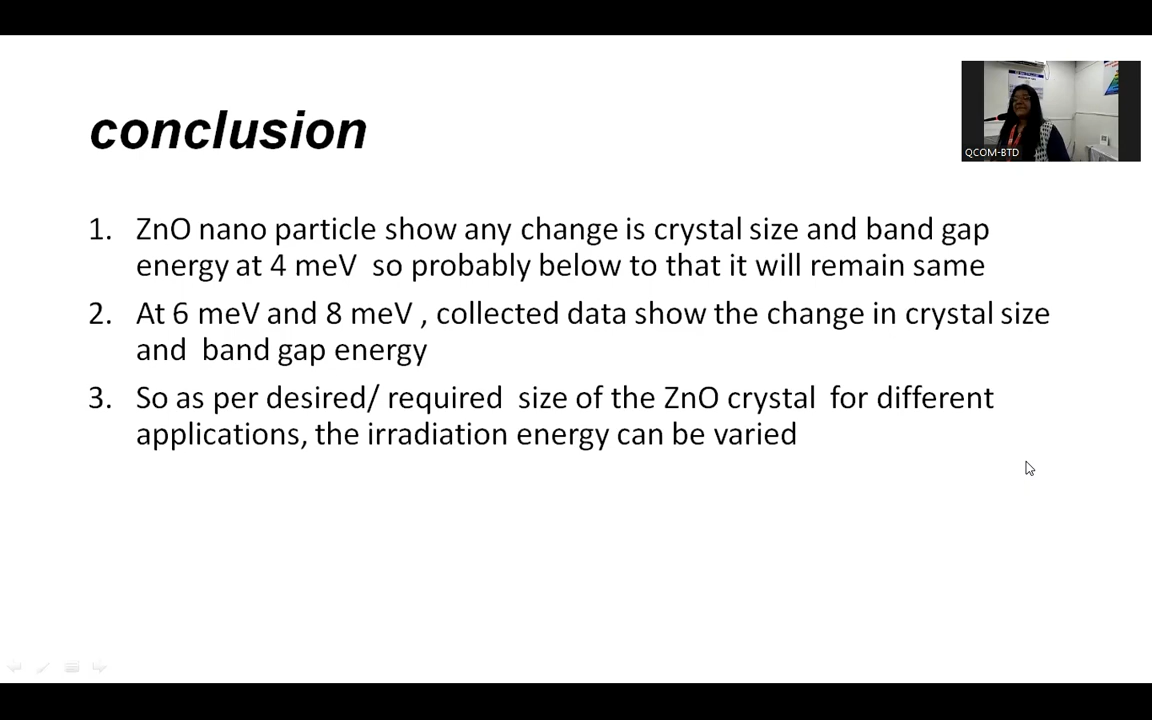 conclusion
QCOM-BTD
1. ZnO nano particle show any change is crystal size and band gap
energy at 4 meV so probably below to that it will remain same
2. At 6 meV and 8 meV , collected data show the change in crystal size
and band gap energy
3. So as per desired/ required size of the ZnO crystal for different
applications, the irradiation energy can be varied